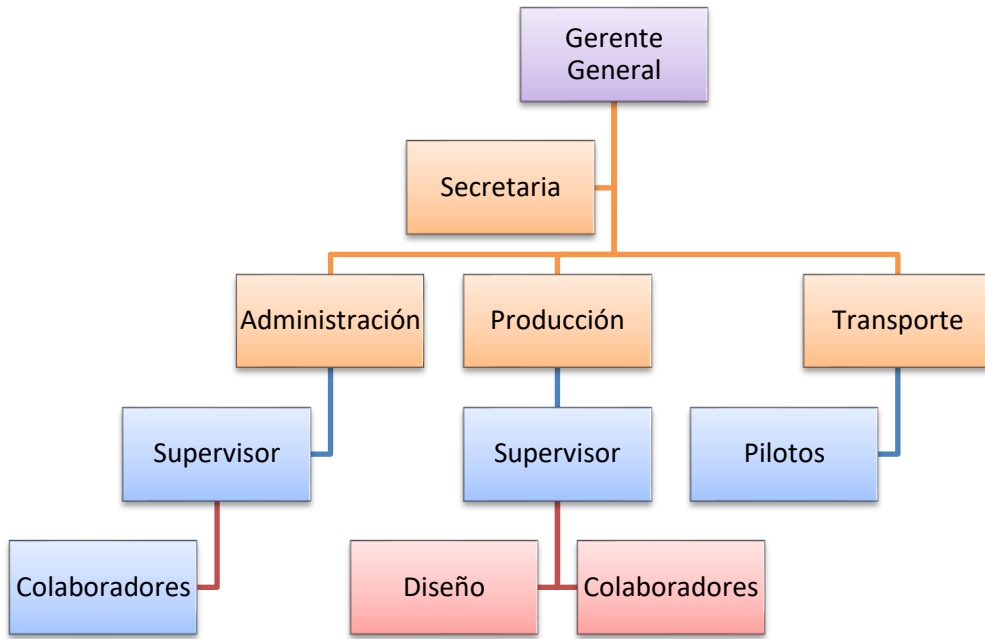 Gerente
General
Secretaria
Administración
Producción
Transporte
Supervisor
Supervisor
Pilotos
Colaboradores
Diseño
Colaboradores